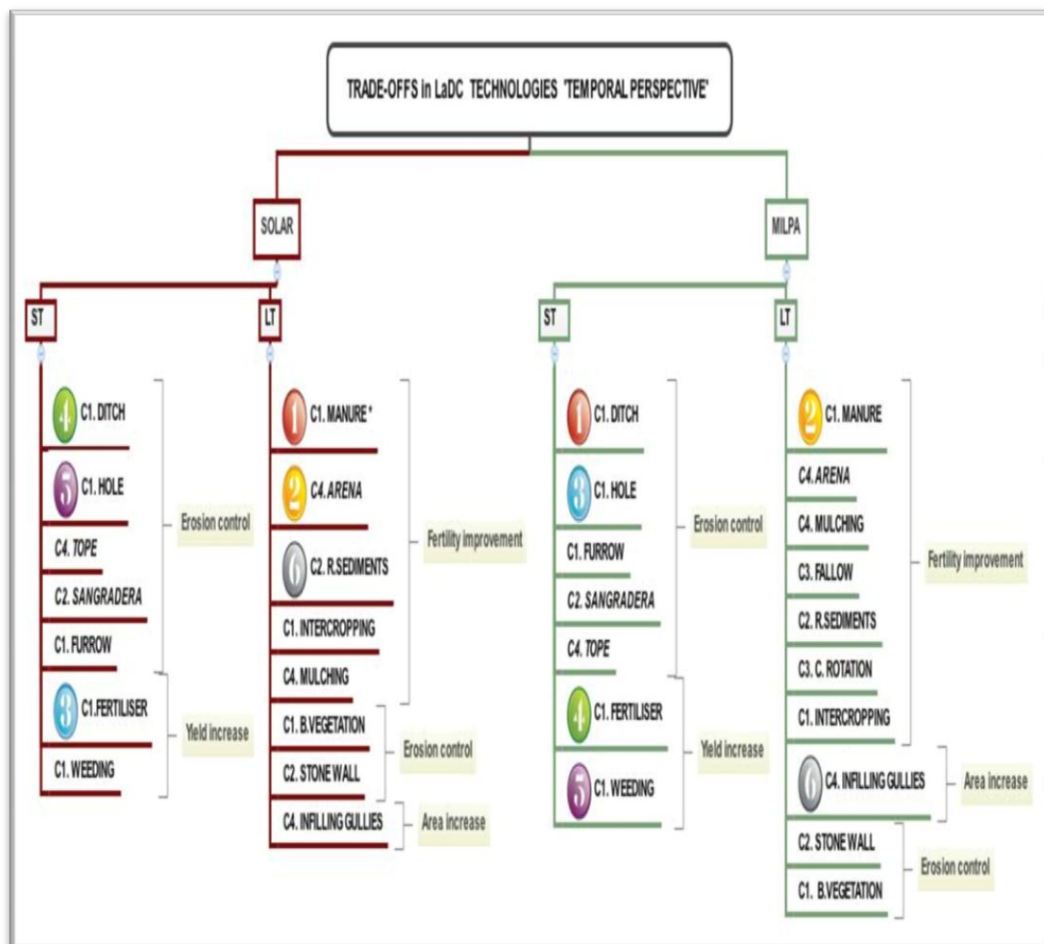 TRADE-OFFS in LaDC TECHNOLOGIES 'TEMPORAL PERSPECTIVE'
SOLAR
ST
4 C1. DITCH
5 C1. HOLE
C4. TOPE
C2. SANGRADERA
C1. FURROW
Erosion control
3 C1.FERTILISER
C1. WEEDING
Yield increase
LT
1 C1. MANURE *
2 C4. ARENA
6 C2. R.SEDIMENTS
C1. INTERCROPPING
C4. MULCHING
Fertility improvement
C1. B.VEGETATION
C2. STONE WALL
Erosion control
C4. INFILLING GULLIES
Area increase
MILPA
ST
1 C1. DITCH
3 C1. HOLE
C1. FURROW
C2. SANGRADERA
C4. TOPE
Erosion control
4 C1. FERTILISER
5 C1. WEEDING
Yield increase
LT
2 C1. MANURE
C4. ARENA
C4. MULCHING
C3. FALLOW
C2. R.SEDIMENTS
C3. C. ROTATION
C1. INTERCROPPING
Fertility improvement
6 C4. INFILLING GULLIES
Area increase
C2. STONE WALL
C1. B.VEGETATION
Erosion control